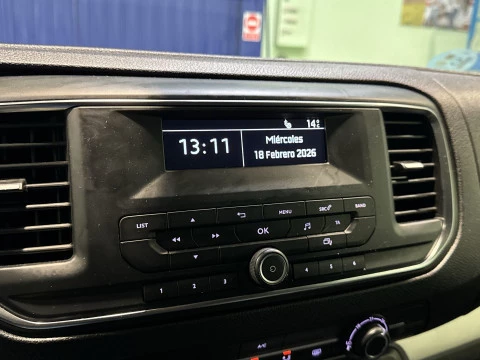 14°C
13:11
Miércoles
18 Febrero 2026
LIST
MENU
SRC
BAND
OK
TA
1
2
3
4
5
6